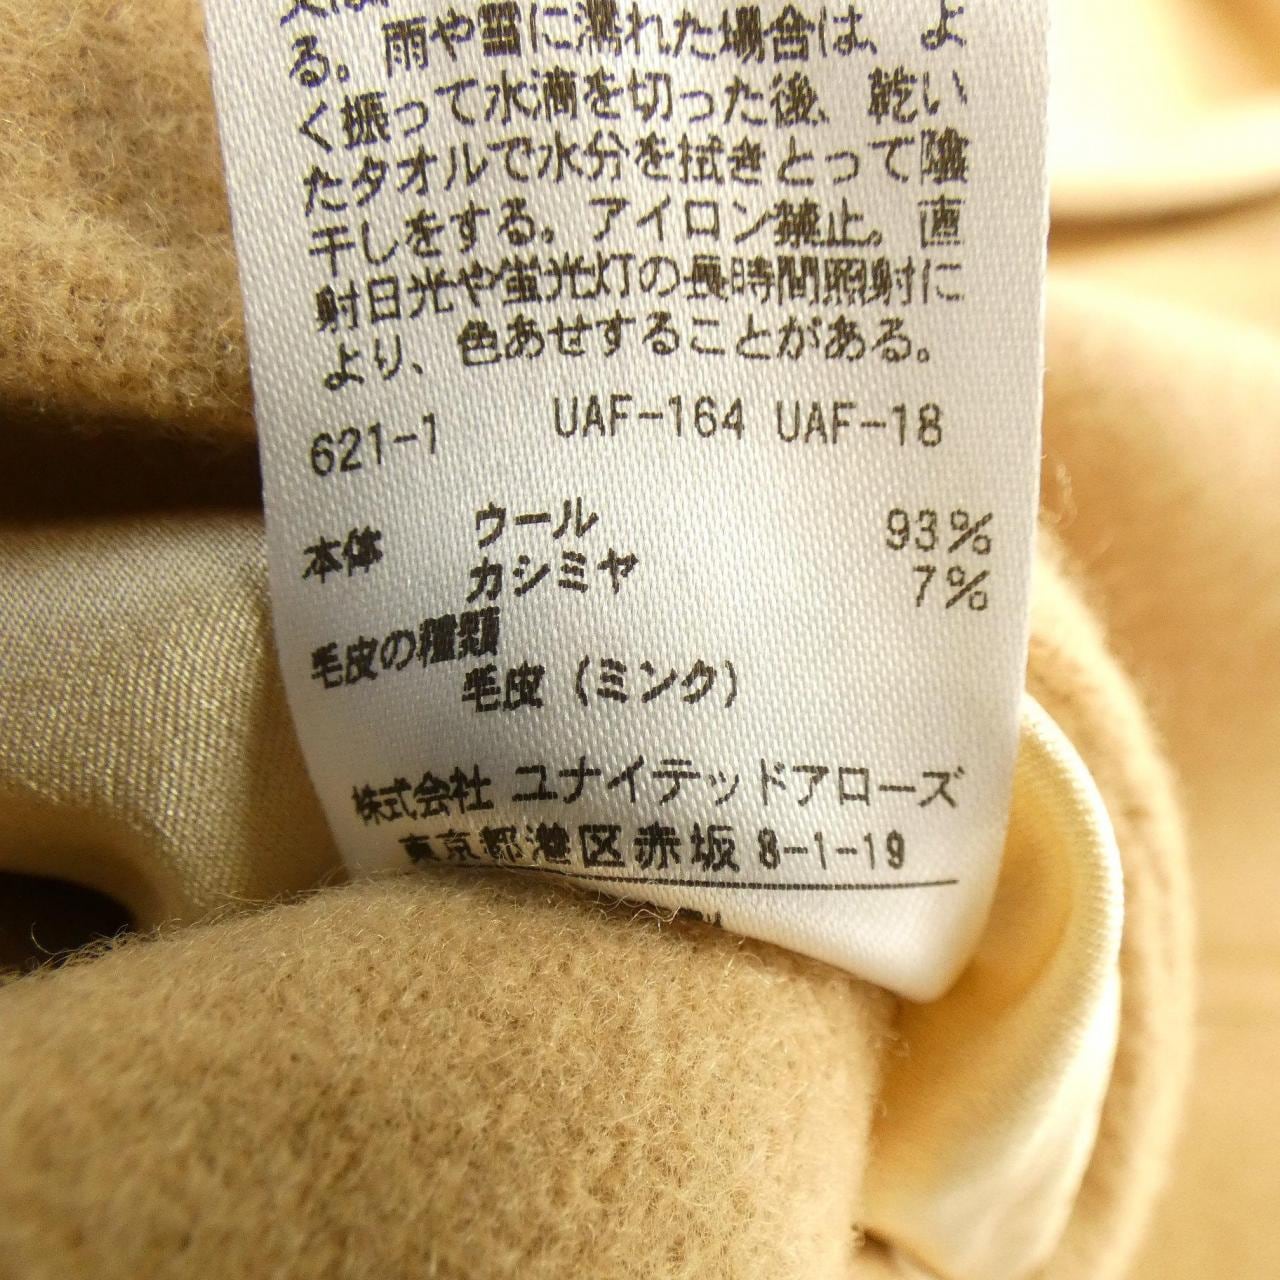 る。雨や雪に濡れた場合は、よ
く振って水滴を切った後、乾い
たタオルで水分を拭きとって陰
干しをする。アイロン禁止。直
射日光や蛍光灯の長時間照射に
より、色あせすることがある。
621-1 UAF-164 UAF-18
本体 ウール 93%
カシミヤ 7%
毛皮の種類
毛皮(ミンク)
株式会社 ユナイテッドアローズ
東京都港区赤坂 8-1-19